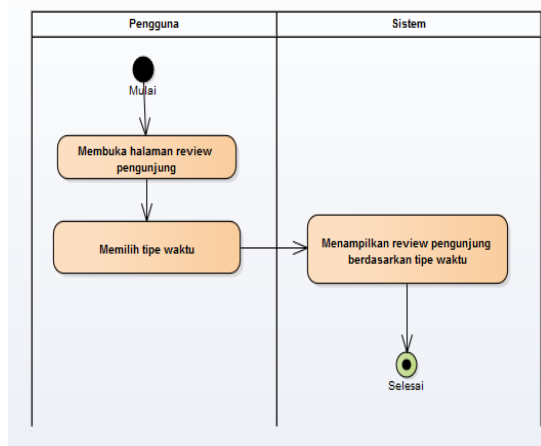 Pengguna
Sistem
Mulai
Membuka halaman review
pengunjung
Memilih tipe waktu
Menampilkan review pengunjung
berdasarkan tipe waktu
Selesai